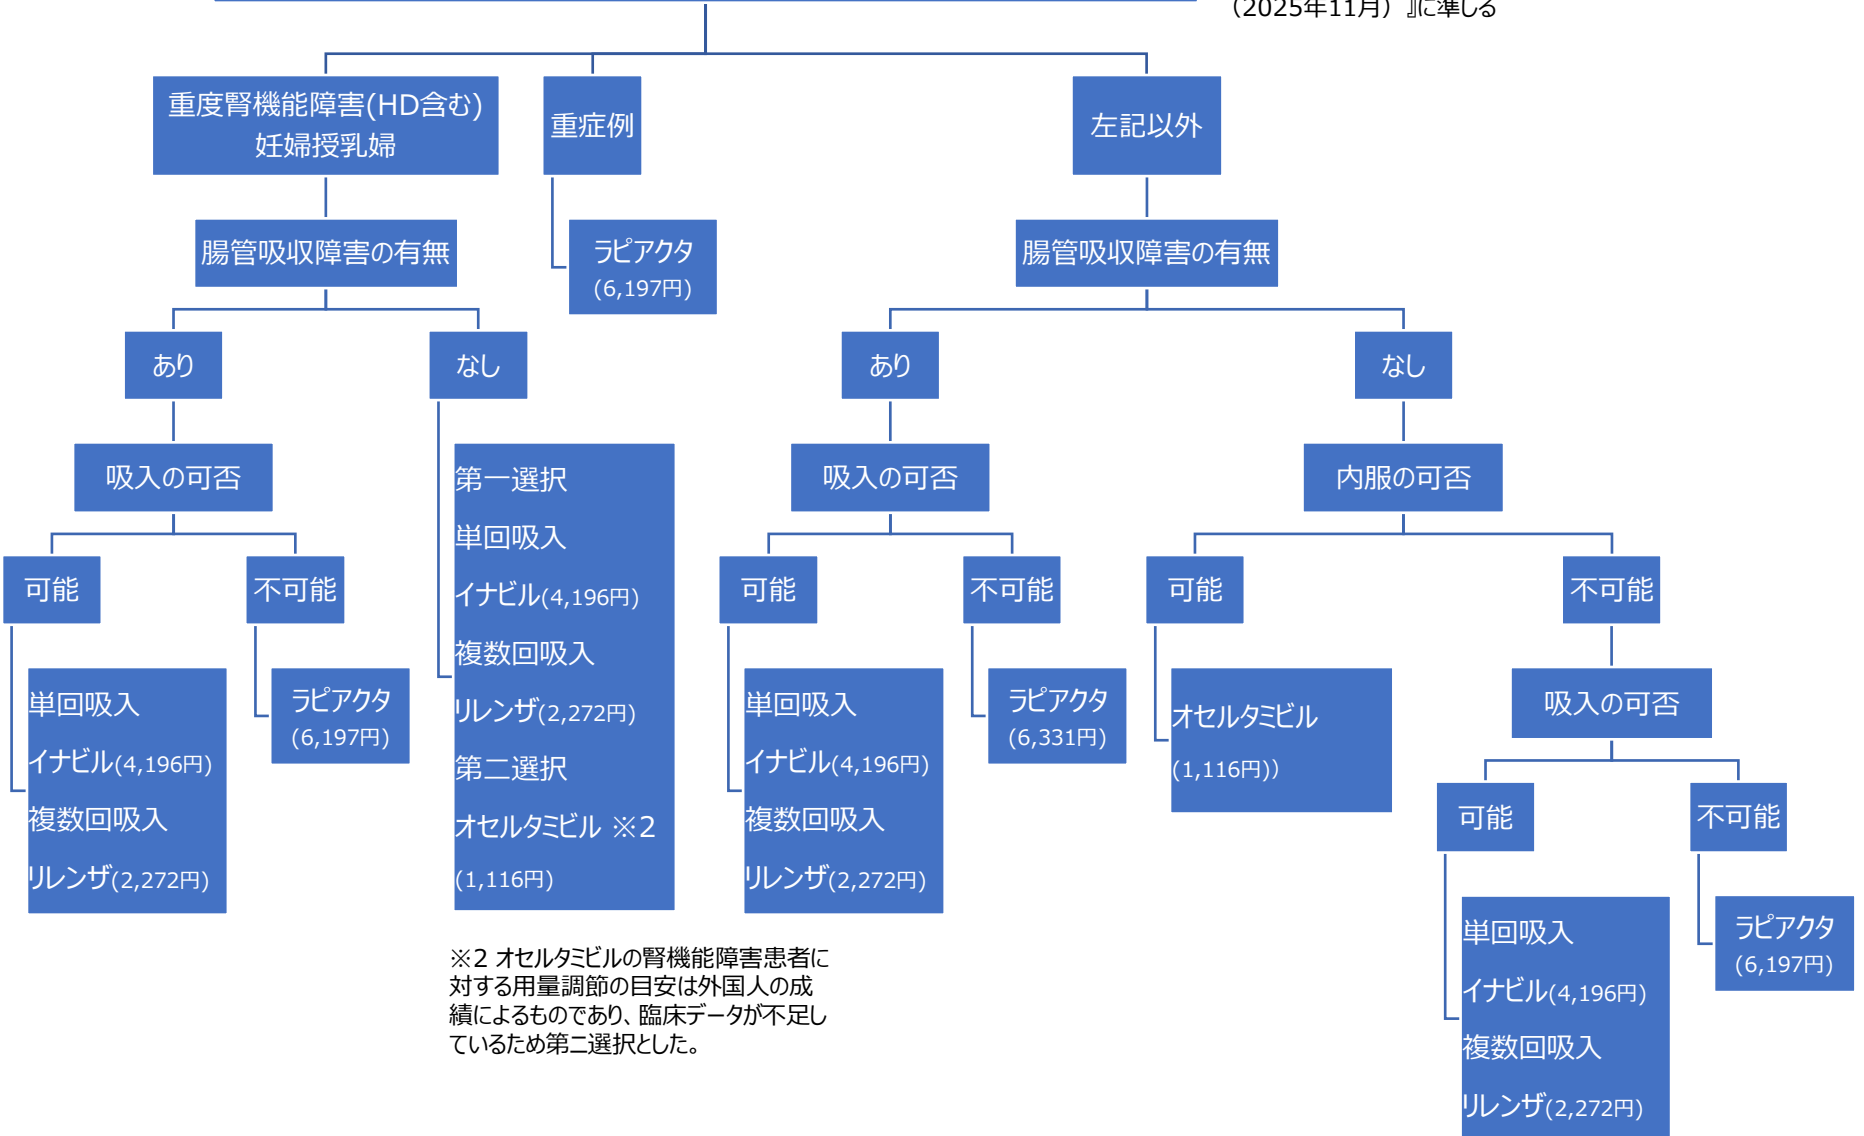 (2025年11月)』に準じる
重度腎機能障害(HD含む)
妊婦授乳婦
重症例
左記以外
腸管吸収障害の有無
ラピアクタ
(6,197円)
腸管吸収障害の有無
あり
なし
あり
なし
吸入の可否
第一選択
単回吸入
イナビル(4,196円)
複数回吸入
リレンザ(2,272円)
第二選択
オセルタミビル ※2
(1,116円)
吸入の可否
内服の可否
可能
不可能
可能
不可能
可能
不可能
単回吸入
イナビル(4,196円)
複数回吸入
リレンザ(2,272円)
ラピアクタ
(6,197円)
単回吸入
イナビル(4,196円)
複数回吸入
リレンザ(2,272円)
ラピアクタ
(6,331円)
オセルタミビル
(1,116円))
吸入の可否
可能
不可能
単回吸入
イナビル(4,196円)
複数回吸入
リレンザ(2,272円)
ラピアクタ
(6,197円)
※2 オセルタミビルの腎機能障害患者に
対する用量調節の目安は外国人の成
績によるものであり、臨床データが不足し
ているため第二選択とした。